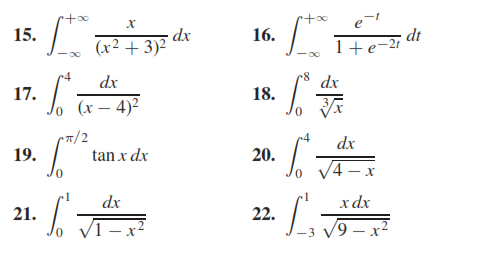 15. ∫_{−∞}^{+∞} x/(x² + 3)² dx 16. ∫_{−∞}^{+∞} e^{−t}/(1 + e^{−2t}) dt
17. ∫_0^4 dx/(x − 4)² 18. ∫_0^8 dx/∛x
19. ∫_0^{π/2} tan x dx 20. ∫_0^4 dx/√(4 − x)
21. ∫_0^1 dx/√(1 − x²) 22. ∫_{−3}^1 x dx/√(9 − x²)